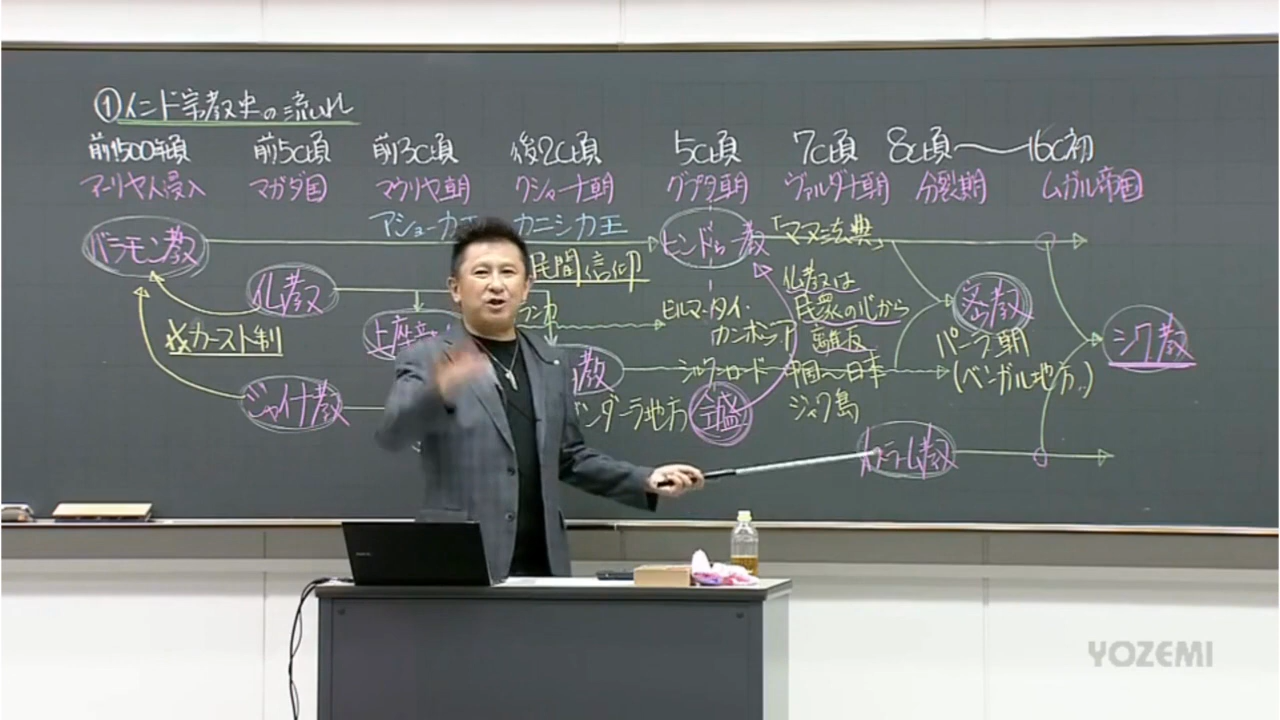 ①インド宗教史の流れ
前1500年頃 前5c頃 前3c頃 後2c頃 5c頃 7c頃 8c頃 〜 16c初
アーリヤ人侵入 マガダ国 マウリヤ朝 クシャーナ朝 グプタ朝 ヴァルダナ朝 分裂期 ムガル帝国
アショーカ王 カニシカ王
バラモン教 ヒンドゥー教 「マヌ法典」
民間信仰
仏教 仏教は
ビルマ・タイ・ 民衆の心から 密教
カンボジア 離反 パーラ朝
カースト制 上座部 シク教
教 シルクロード 中国〜日本 (ベンガル地方)
ジャイナ教 ンダーラ地方 全盛 ジャワ島
イスラーム教
YOZEMI